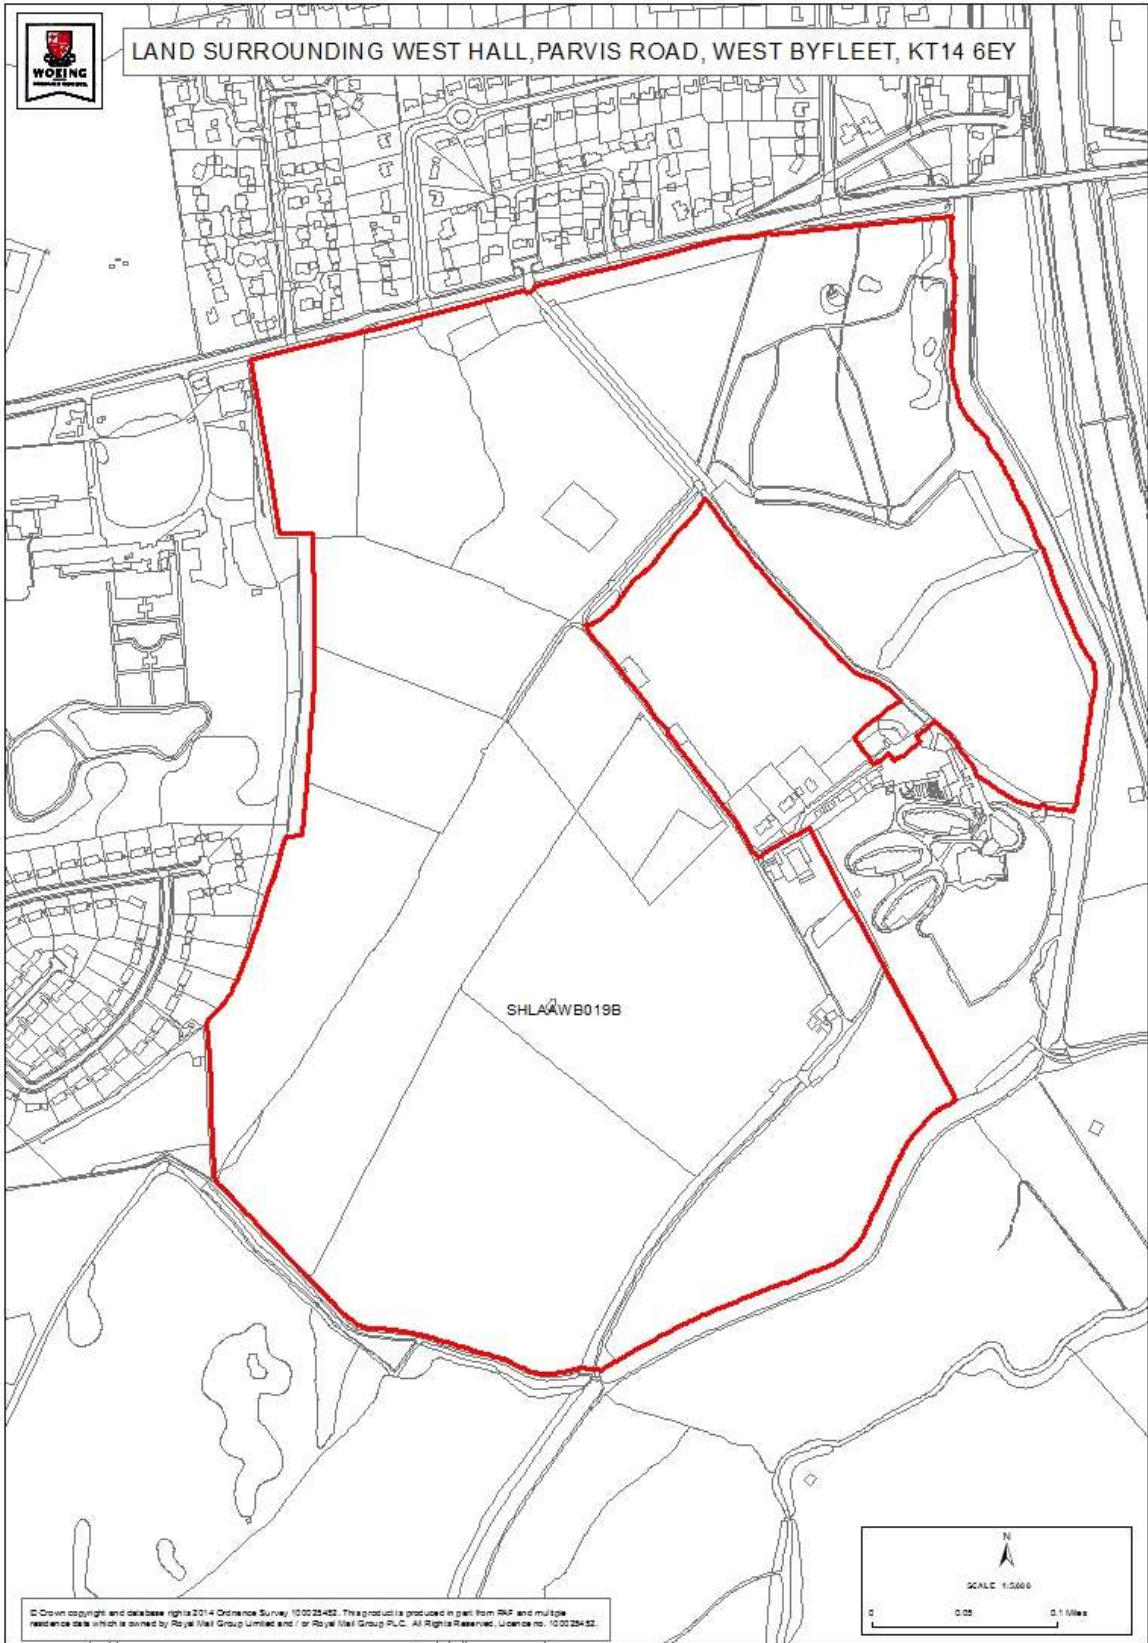 LAND SURROUNDING WEST HALL, PARVIS ROAD, WEST BYFLEET, KT14 6EY
WOKING
SHLAAWB019B
N
SCALE 1:5,000
0 0.05 0.1 Miles
© Crown copyright and database rights 2014 Ordnance Survey 100025452. This product is produced in part from PAF and multiple
residence data which is owned by Royal Mail Group Limited and / or Royal Mail Group PLC. All Rights Reserved, Licence no. 100025452.